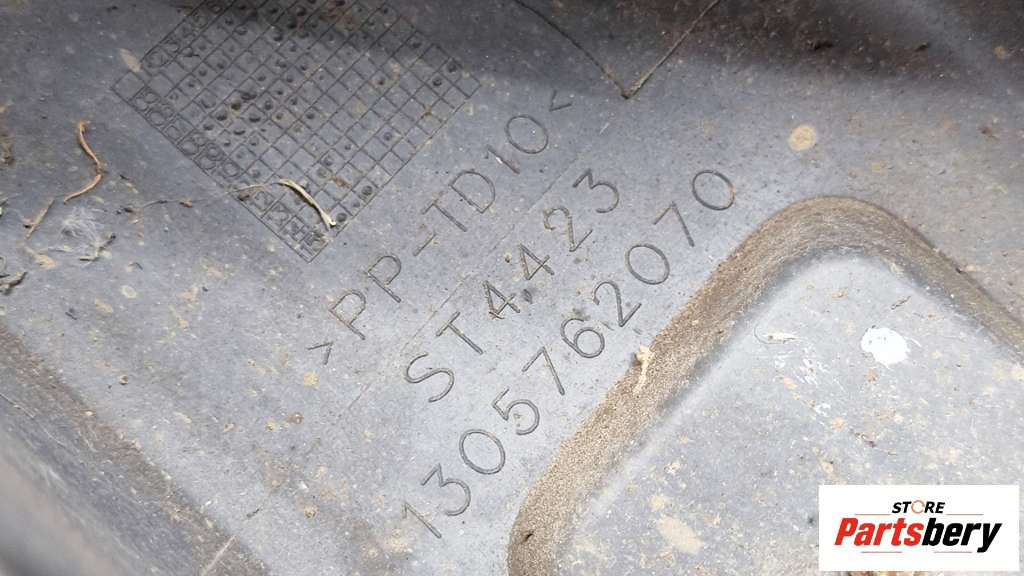 >PP-TD10<
ST4423
1305762070
STORE
Partsbery